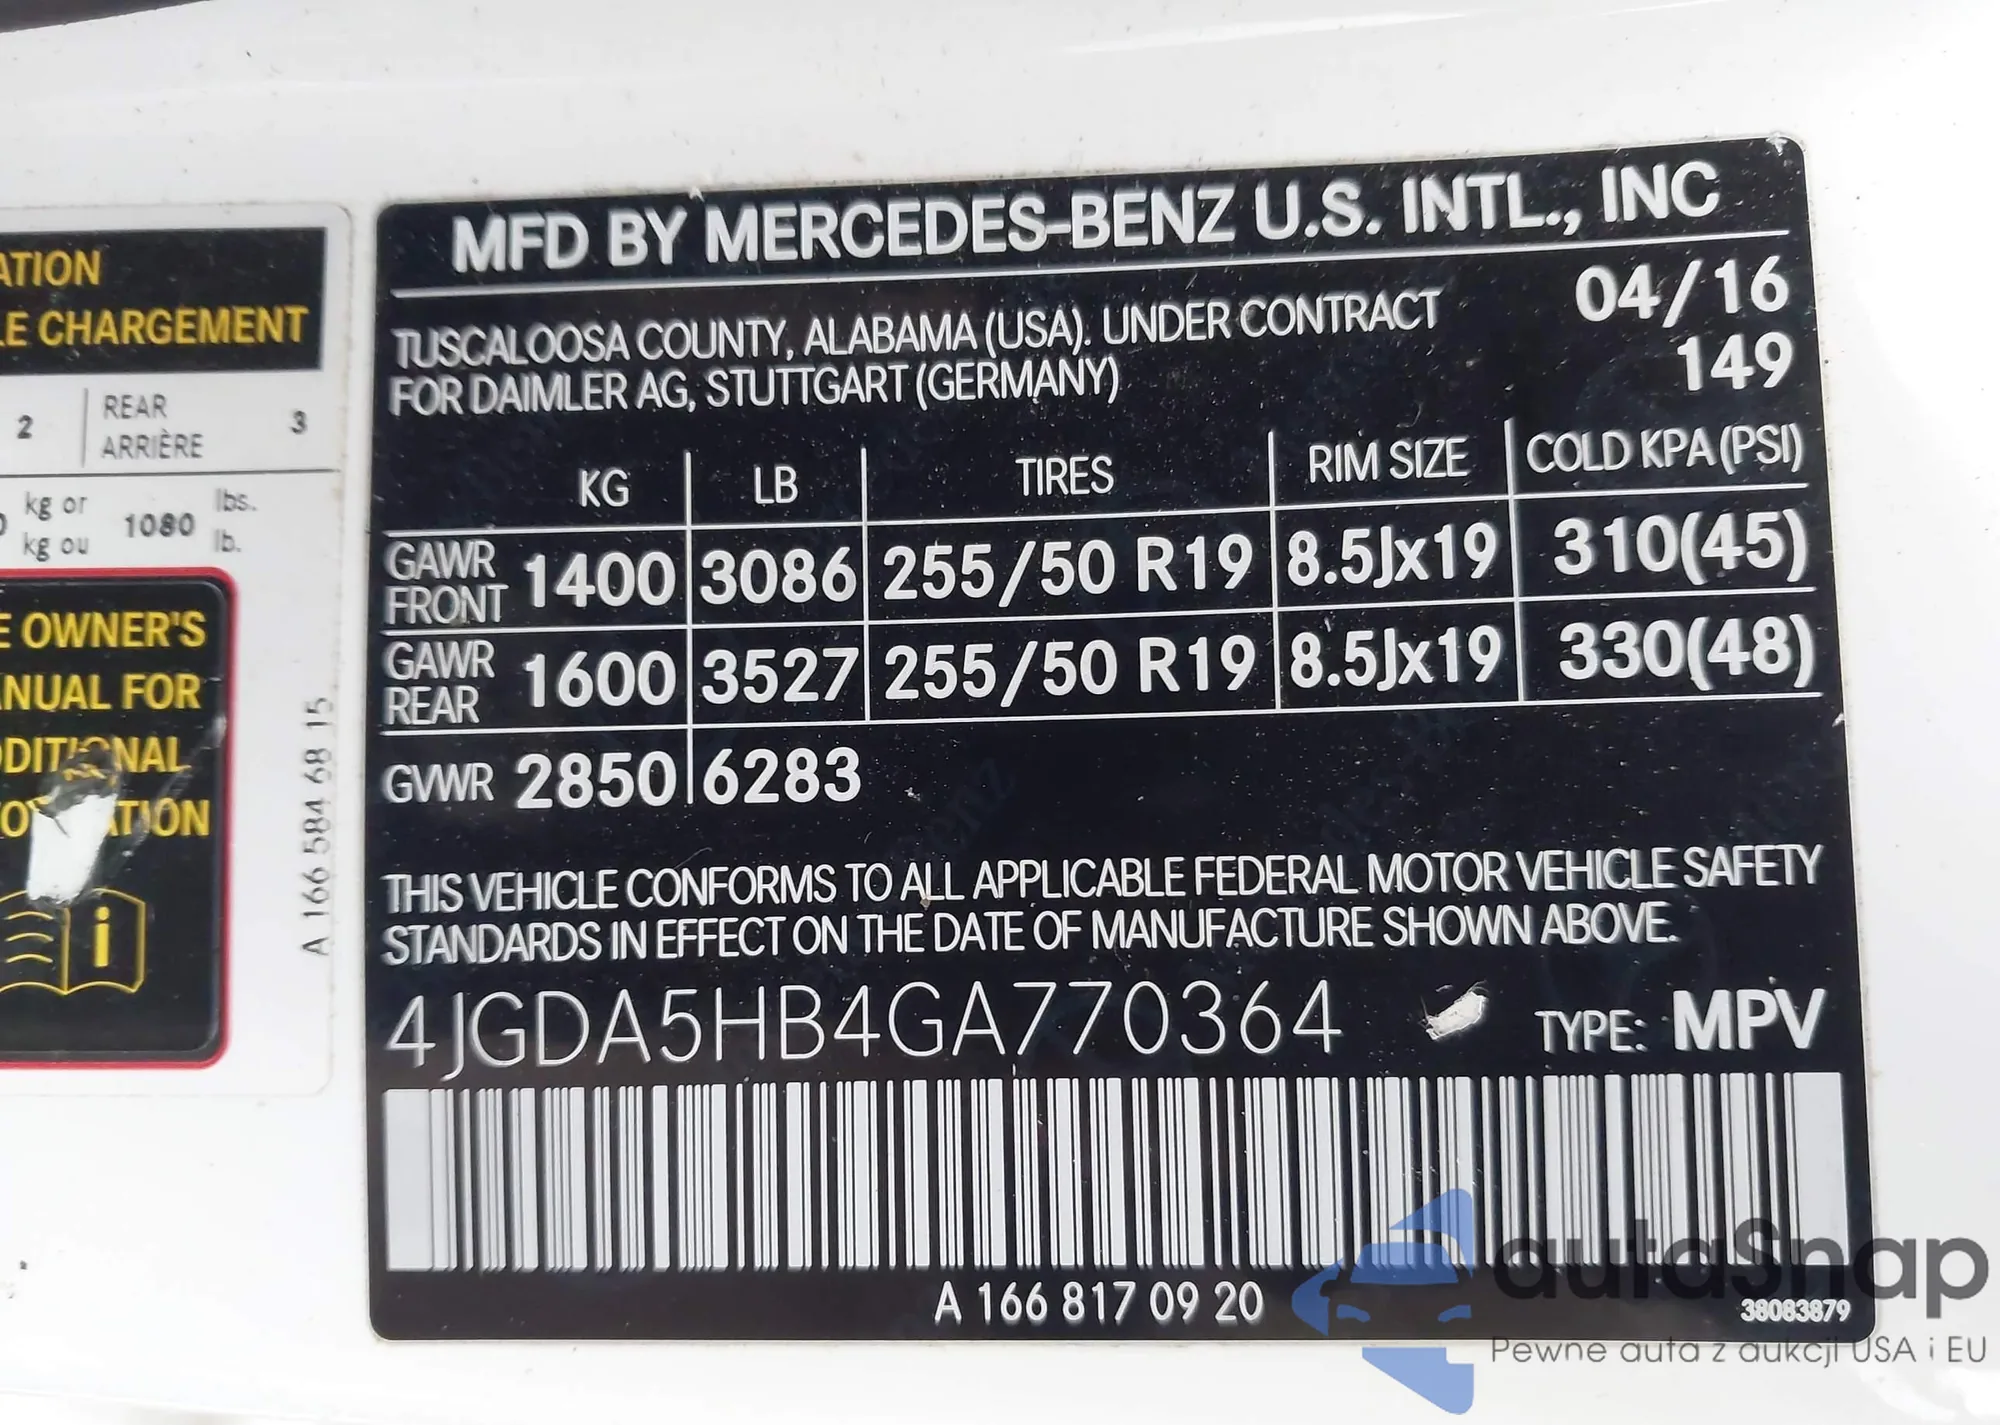 ATION
LE CHARGEMENT
2 REAR ARRIÈRE 3
kg or
kg ou
1080
lbs.
lb.
E OWNER'S
ANUAL FOR
DDITIONAL
A 166 584 68 15
MFD BY MERCEDES-BENZ U.S. INTL., INC
04/16
TUSCALOOSA COUNTY, ALABAMA (USA). UNDER CONTRACT
FOR DAIMLER AG, STUTTGART (GERMANY)
149
KG LB TIRES RIM SIZE COLD KPA (PSI)
GAWR FRONT 1400 3086 255/50 R19 8.5Jx19 310(45)
GAWR REAR 1600 3527 255/50 R19 8.5Jx19 330(48)
GVWR 2850 6283
THIS VEHICLE CONFORMS TO ALL APPLICABLE FEDERAL MOTOR VEHICLE SAFETY
STANDARDS IN EFFECT ON THE DATE OF MANUFACTURE SHOWN ABOVE.
4JGDA5HB4GA770364 TYPE: MPV
A 166 817 09 20
38083879
autaSnap
Pewne auta z aukcji USA i EU